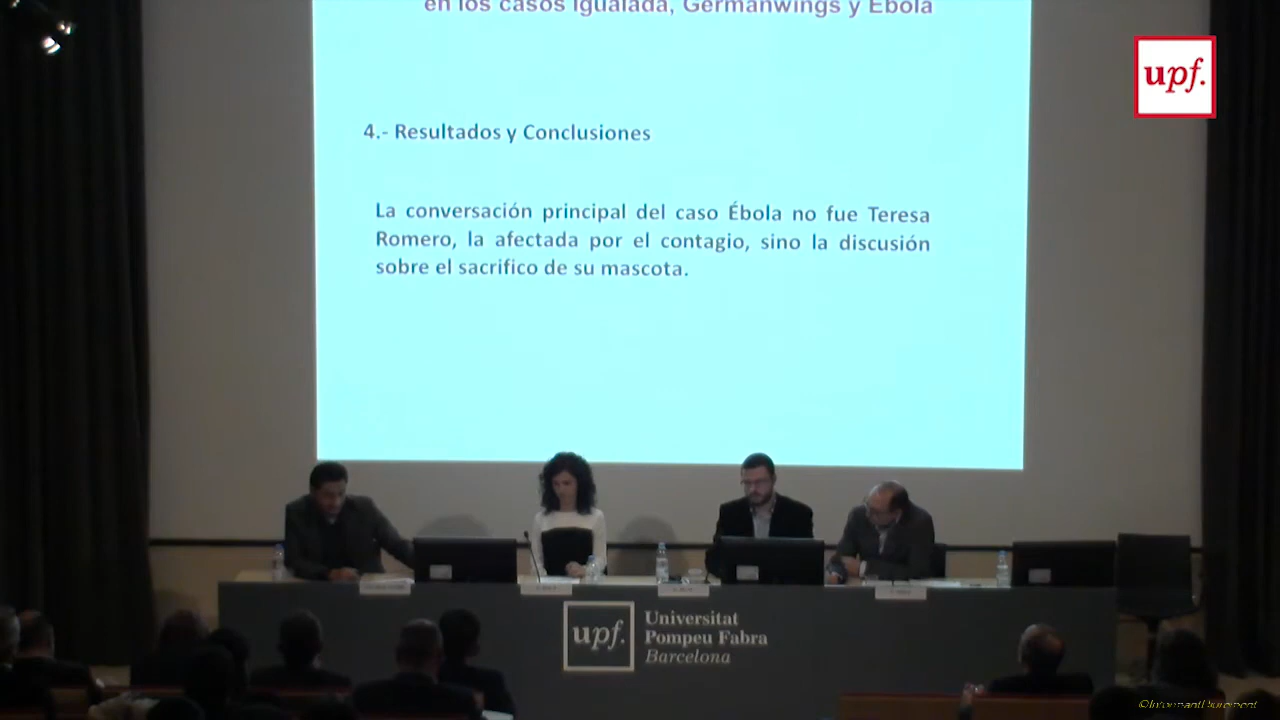 en los casos Igualada, Germanwings y Ébola
upf.
4.- Resultados y Conclusiones
La conversación principal del caso Ébola no fue Teresa
Romero, la afectada por el contagio, sino la discusión
sobre el sacrifico de su mascota.
upf.
Universitat
Pompeu Fabra
Barcelona